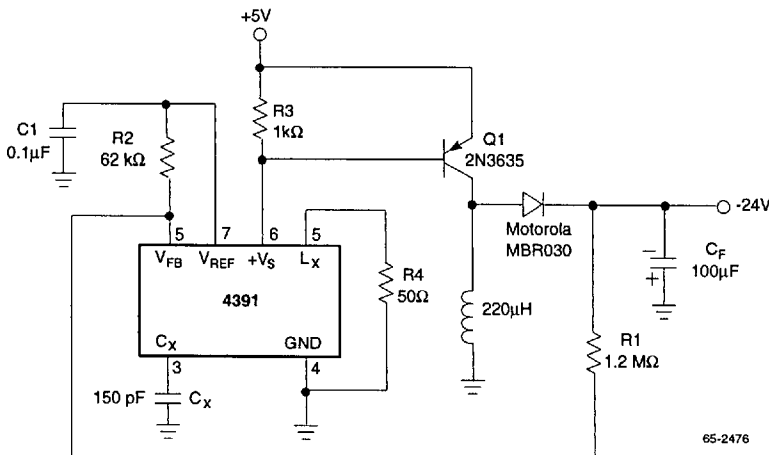 +5V
C1
0.1µF
R2
62 kΩ
R3
1kΩ
Q1
2N3635
Motorola
MBR030
-24V
−
+
CF
100µF
5
7
6
5
VFB
VREF
+VS
LX
4391
CX
GND
3
4
R4
50Ω
220µH
R1
1.2 MΩ
150 pF
CX
65-2476